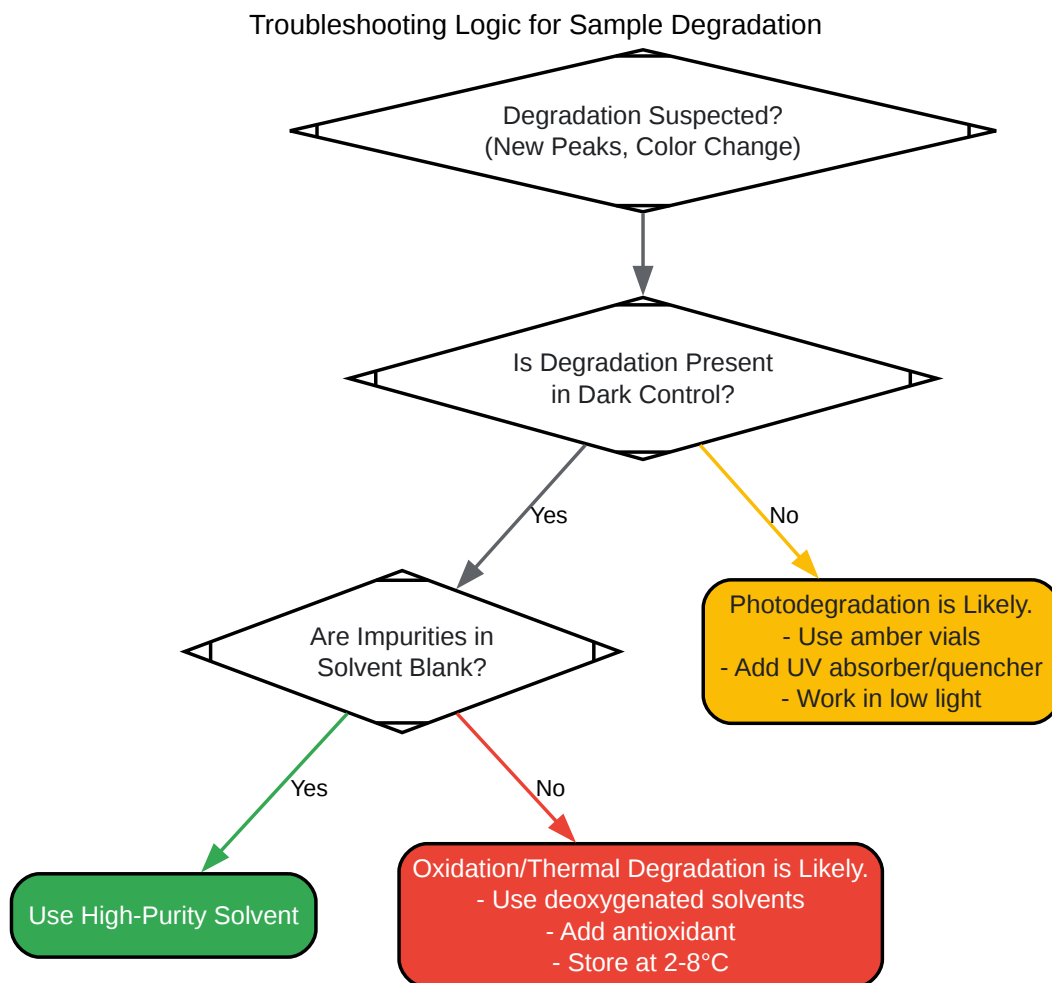 Troubleshooting Logic for Sample Degradation
Degradation Suspected?
(New Peaks, Color Change)
Is Degradation Present
in Dark Control?
Yes
No
Are Impurities in
Solvent Blank?
Photodegradation is Likely.
- Use amber vials
- Add UV absorber/quencher
- Work in low light
Yes
No
Use High-Purity Solvent
Oxidation/Thermal Degradation is Likely.
- Use deoxygenated solvents
- Add antioxidant
- Store at 2-8°C